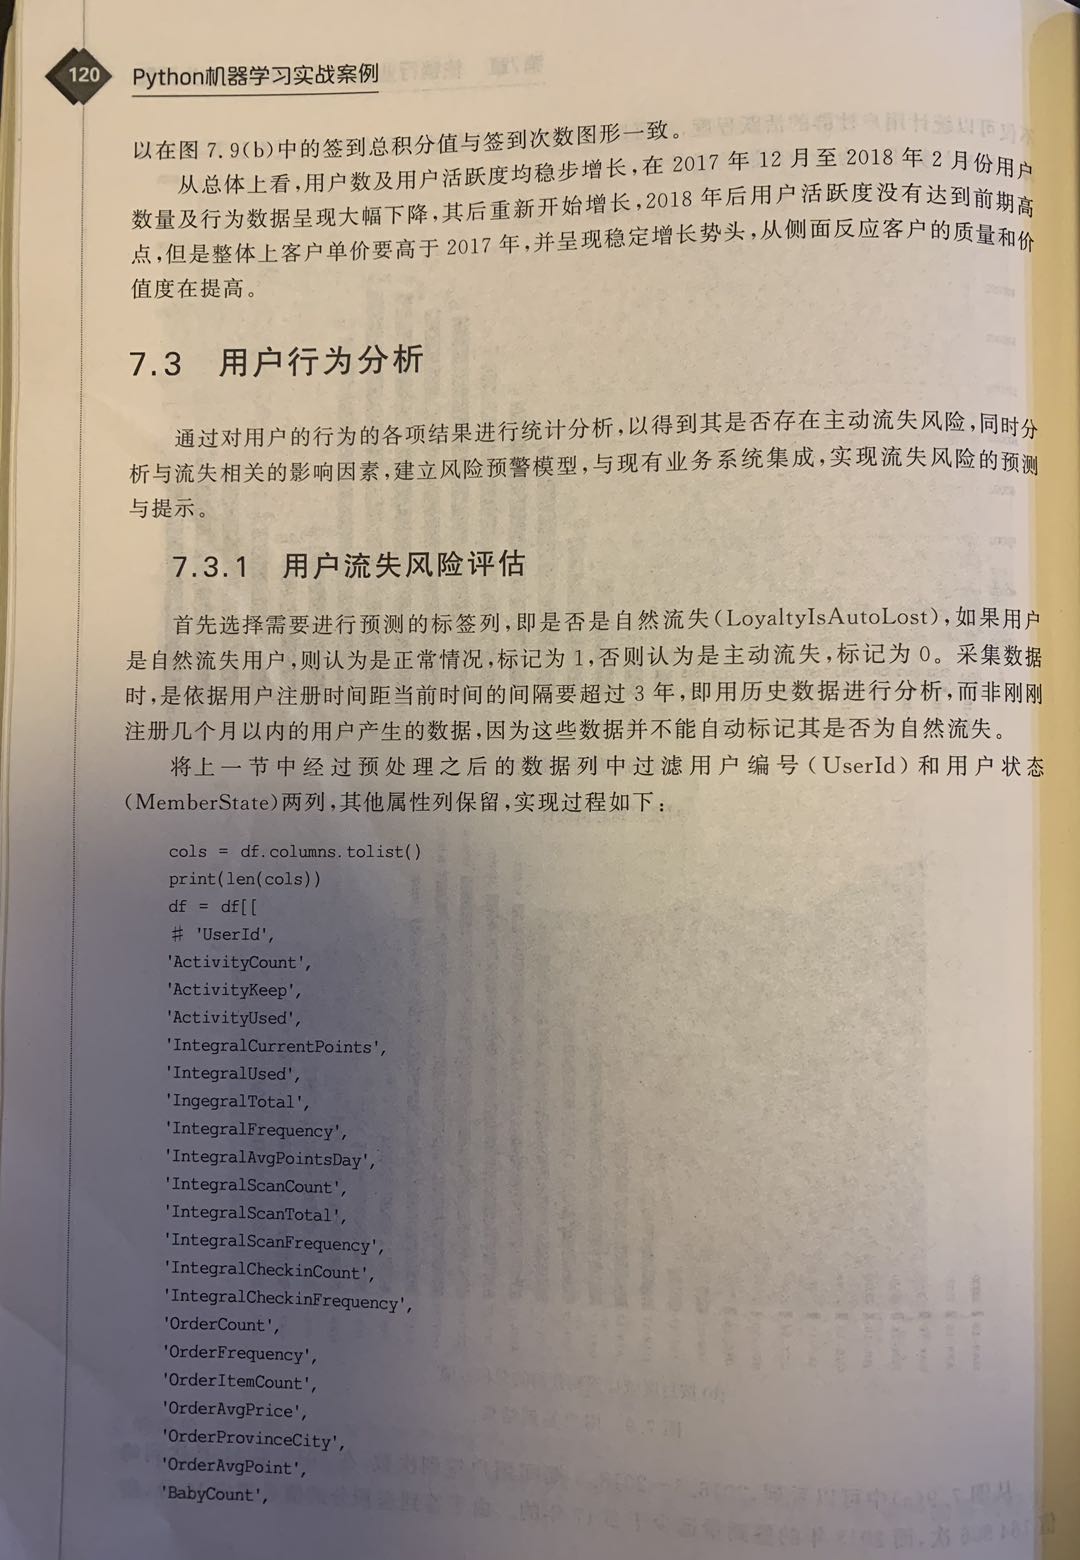 120
Python机器学习实战案例
以在图 7.9(b)中的签到总积分值与签到次数图形一致。
从总体上看,用户数及用户活跃度均稳步增长,在 2017 年 12 月至 2018 年 2 月份用户
数量及行为数据呈现大幅下降,其后重新开始增长,2018 年后用户活跃度没有达到前期高
点,但是整体上客户单价要高于 2017 年,并呈现稳定增长势头,从侧面反应客户的质量和价
值度在提高。
7.3 用户行为分析
通过对用户的行为的各项结果进行统计分析,以得到其是否存在主动流失风险,同时分
析与流失相关的影响因素,建立风险预警模型,与现有业务系统集成,实现流失风险的预测
与提示。
7.3.1 用户流失风险评估
首先选择需要进行预测的标签列,即是否是自然流失(LoyaltyIsAutoLost),如果用户
是自然流失用户,则认为是正常情况,标记为 1,否则认为是主动流失,标记为 0。采集数据
时,是依据用户注册时间距当前时间的间隔要超过 3 年,即用历史数据进行分析,而非刚刚
注册几个月以内的用户产生的数据,因为这些数据并不能自动标记其是否为自然流失。
将上一节中经过预处理之后的数据列中过滤用户编号(UserId)和用户状态
(MemberState)两列,其他属性列保留,实现过程如下:
cols = df.columns.tolist()
print(len(cols))
df = df[[
# 'UserId',
'ActivityCount',
'ActivityKeep',
'ActivityUsed',
'IntegralCurrentPoints',
'IntegralUsed',
'IngegralTotal',
'IntegralFrequency',
'IntegralAvgPointsDay',
'IntegralScanCount',
'IntegralScanTotal',
'IntegralScanFrequency',
'IntegralCheckinCount',
'IntegralCheckinFrequency',
'OrderCount',
'OrderFrequency',
'OrderItemCount',
'OrderAvgPrice',
'OrderProvinceCity',
'OrderAvgPoint',
'BabyCount',